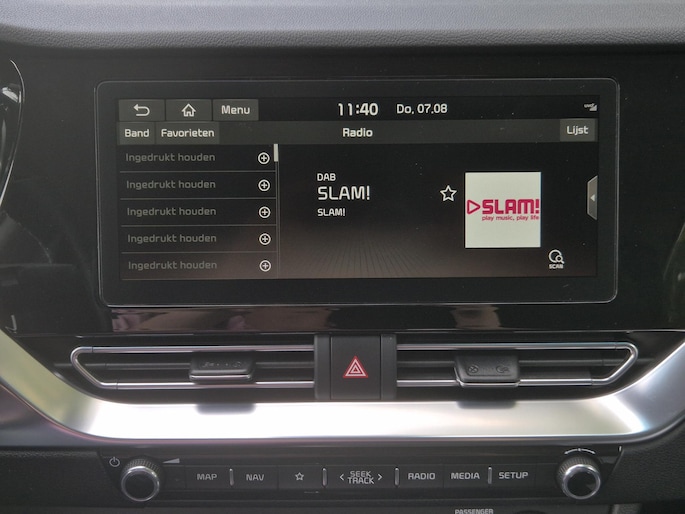 Menu 11:40 Do, 07.08
Band Favorieten Radio Lijst
Ingedrukt houden
Ingedrukt houden
Ingedrukt houden
Ingedrukt houden
Ingedrukt houden
DAB
SLAM!
SLAM!
SLAM!
play music, play life
SCAN
MAP NAV SEEK TRACK RADIO MEDIA SETUP
PASSENGER